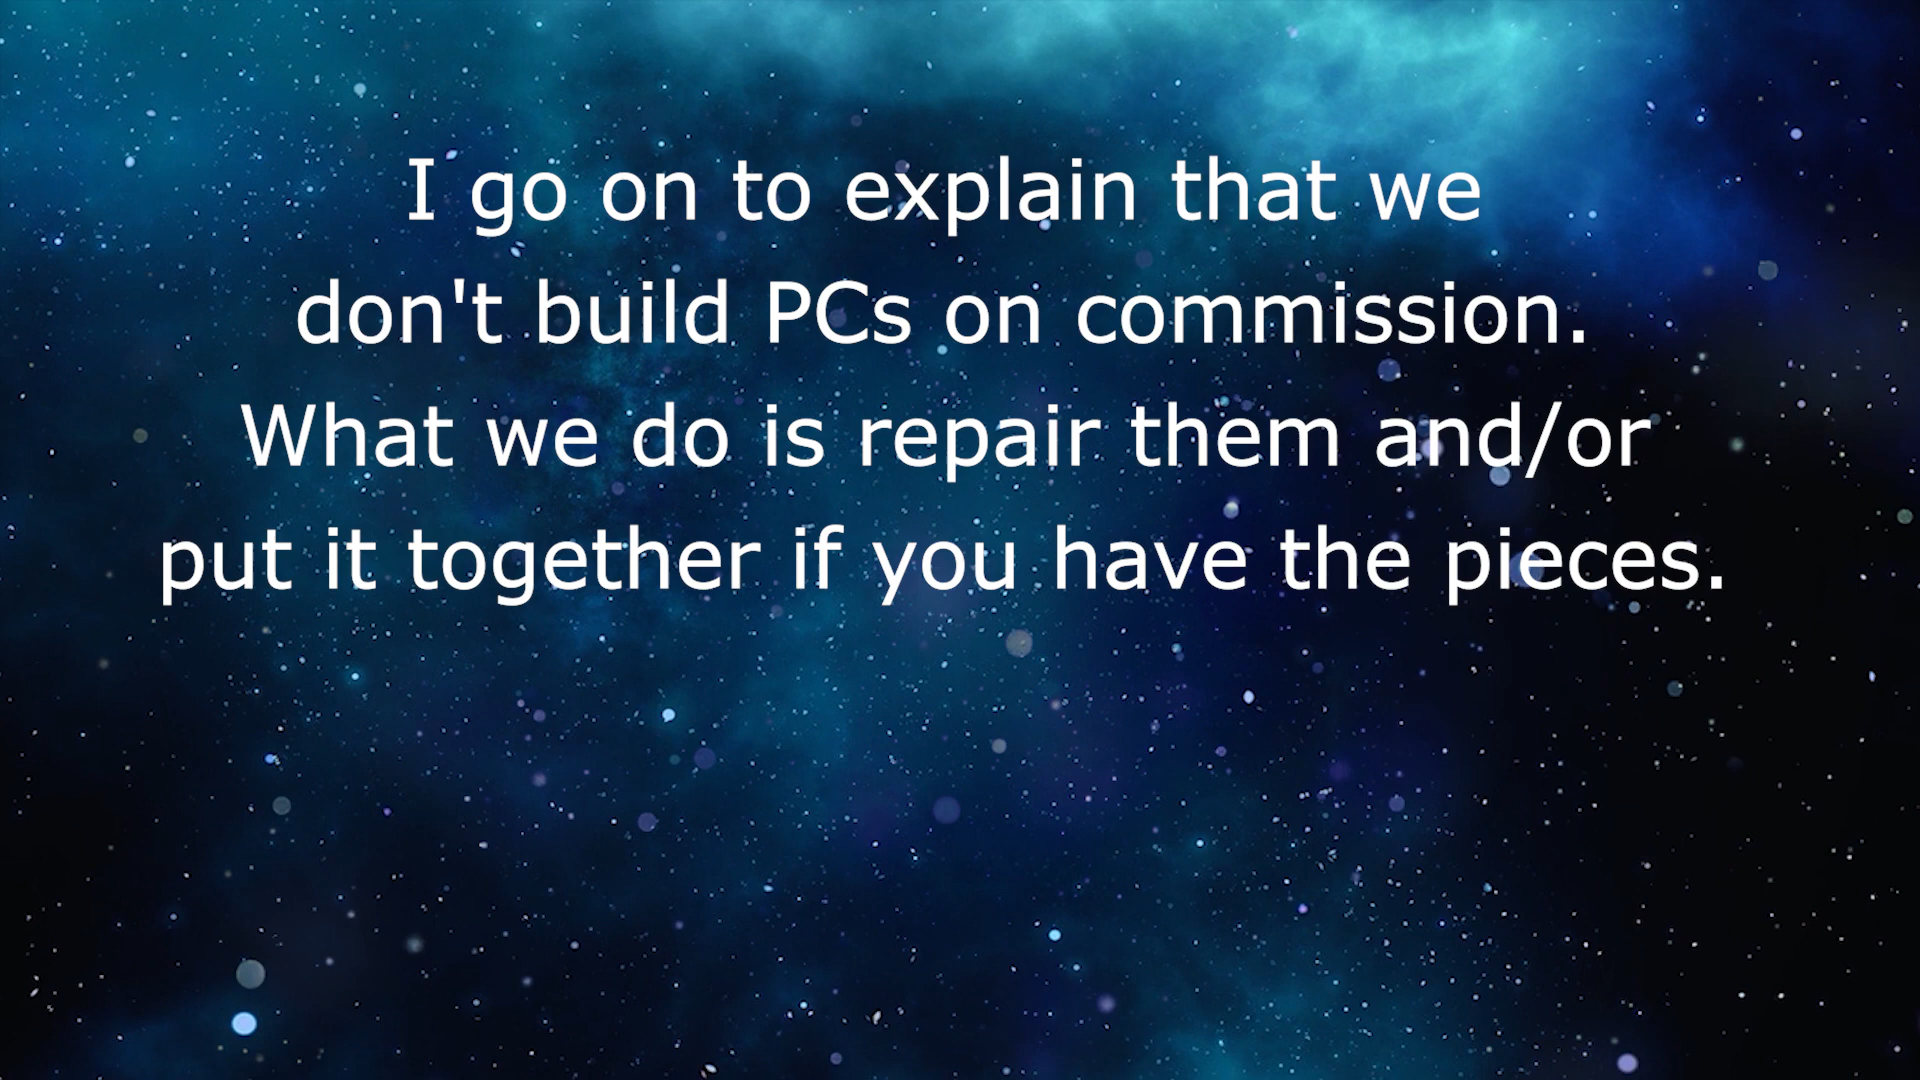 I go on to explain that we
don't build PCs on commission.
What we do is repair them and/or
put it together if you have the pieces.